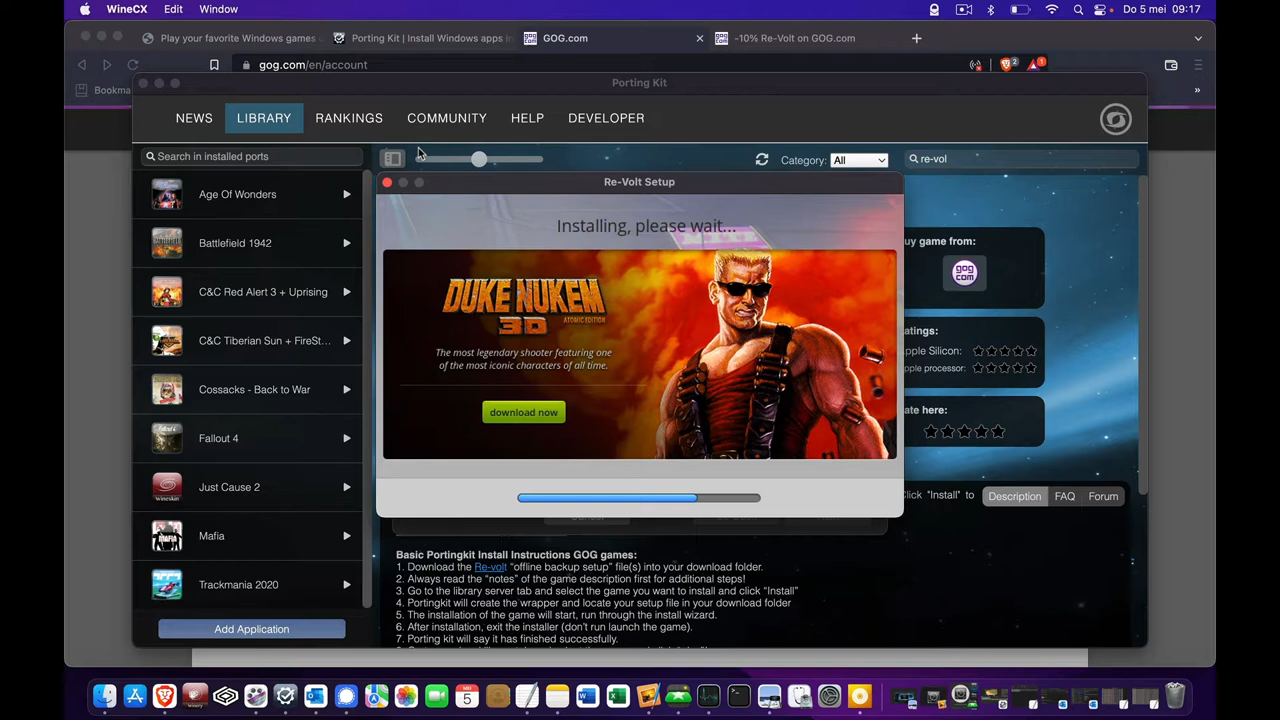 WineCX Edit Window Do 5 mei 09:17
Play your favorite Windows games Porting Kit | Install Windows apps in GOG.com -10% Re-Volt on GOG.com
gog.com/en/account 2 1
Bookma »
Porting Kit
NEWS LIBRARY RANKINGS COMMUNITY HELP DEVELOPER
Search in installed ports Category: All re-vol
Re-Volt Setup
Installing, please wait...
Age Of Wonders
Battlefield 1942
C&C Red Alert 3 + Uprising
C&C Tiberian Sun + FireSt...
Cossacks - Back to War
Fallout 4
Just Cause 2
Mafia
Trackmania 2020
Add Application
DUKE NUKEM
3D ATOMIC EDITION
The most legendary shooter featuring one
of the most iconic characters of all time.
download now
uy game from:
gog
com
atings:
pple Silicon:
pple processor:
ate here:
Click "Install" to Description FAQ Forum
Basic Portingkit Install Instructions GOG games:
1. Download the Re-volt "offline backup setup" file(s) into your download folder.
2. Always read the "notes" of the game description first for additional steps!
3. Go to the library server tab and select the game you want to install and click "Install"
4. Portingkit will create the wrapper and locate your setup file in your download folder
5. The installation of the game will start, run through the install wizard.
6. After installation, exit the installer (don't run launch the game).
7. Porting kit will say it has finished successfully.